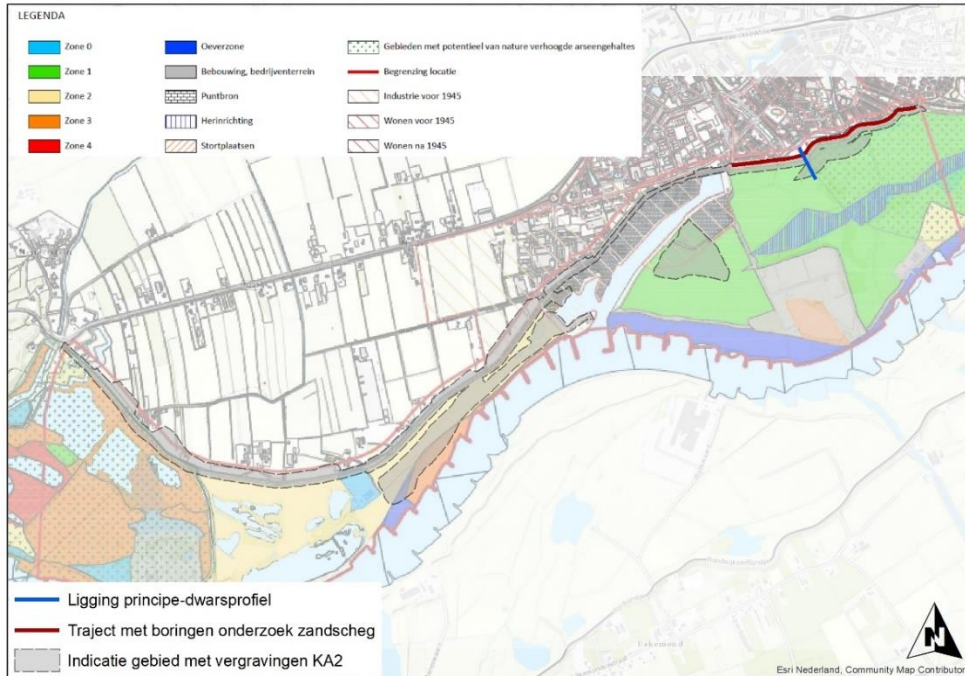 LEGENDA
Zone 0
Zone 1
Zone 2
Zone 3
Zone 4
Oeverzone
Bebouwing, bedrijventerrein
Puntbron
Herinrichting
Stortplaatsen
Gebieden met potentieel van nature verhoogde arseengehaltes
Begrenzing locatie
Industrie voor 1945
Wonen voor 1945
Wonen na 1945
Ligging principe-dwarsprofiel
Traject met boringen onderzoek zandscheg
Indicatie gebied met vergravingen KA2
N
Esri Nederland, Community Map Contributor